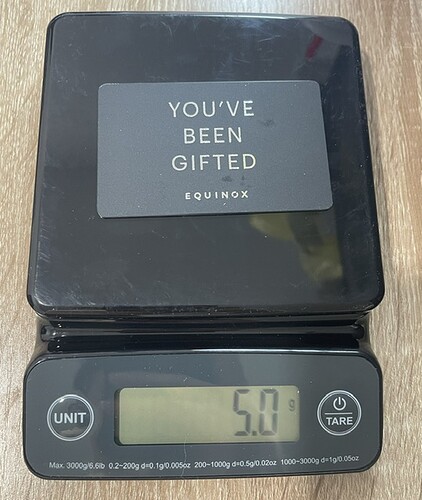 YOU'VE
BEEN
GIFTED
EQUINOX
5.0 g
UNIT
TARE
Max. 3000g/6.6lb 0.2~200g d=0.1g/0.005oz 200~1000g d=0.5g/0.02oz 1000~3000g d=1g/0.05oz